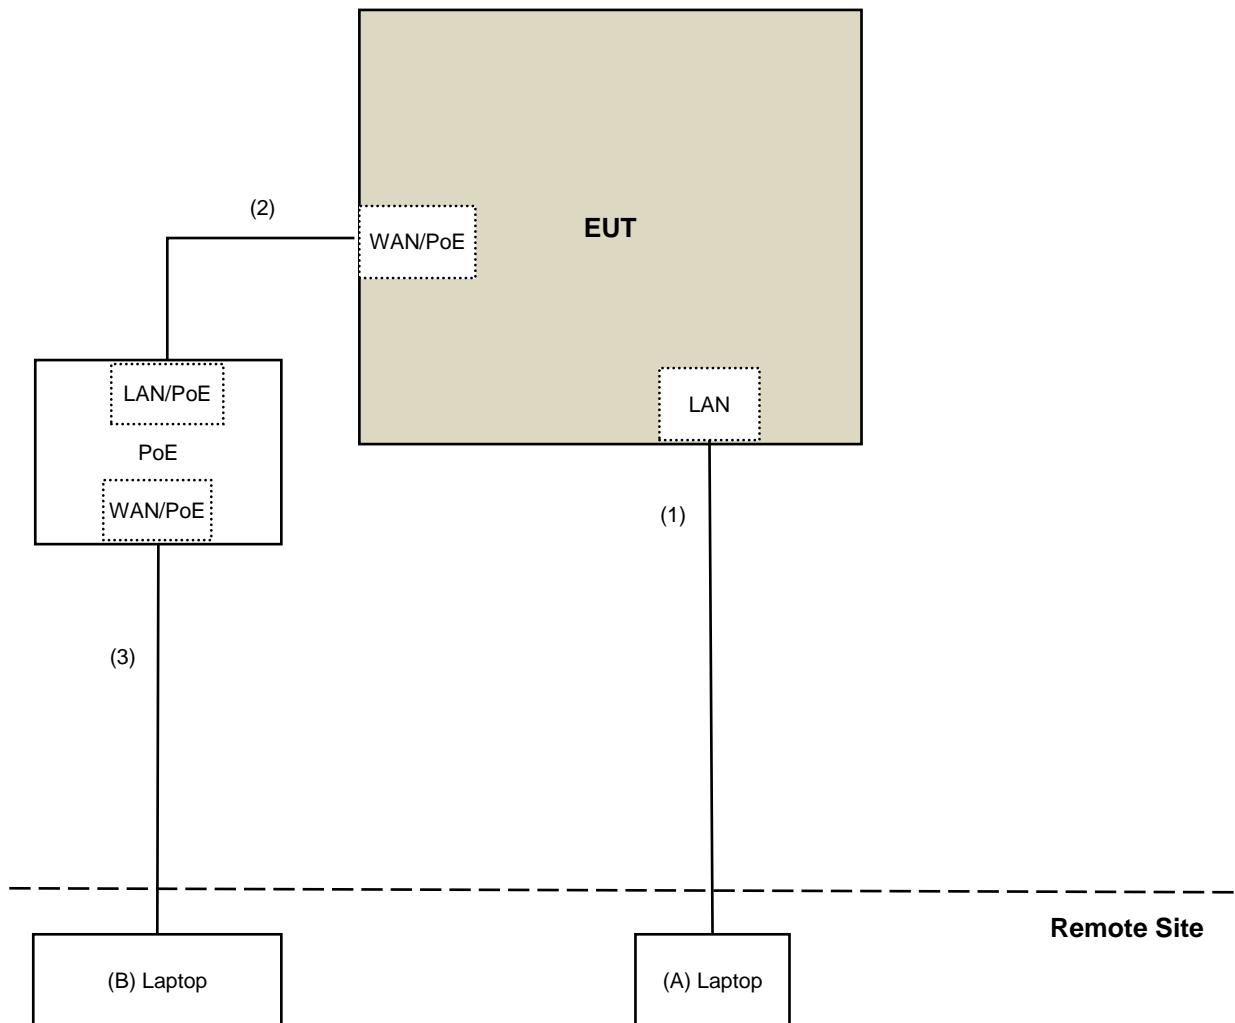 (2)
WAN/PoE
EUT
LAN/PoE
PoE
WAN/PoE
LAN
(1)
(3)
Remote Site
(B) Laptop
(A) Laptop